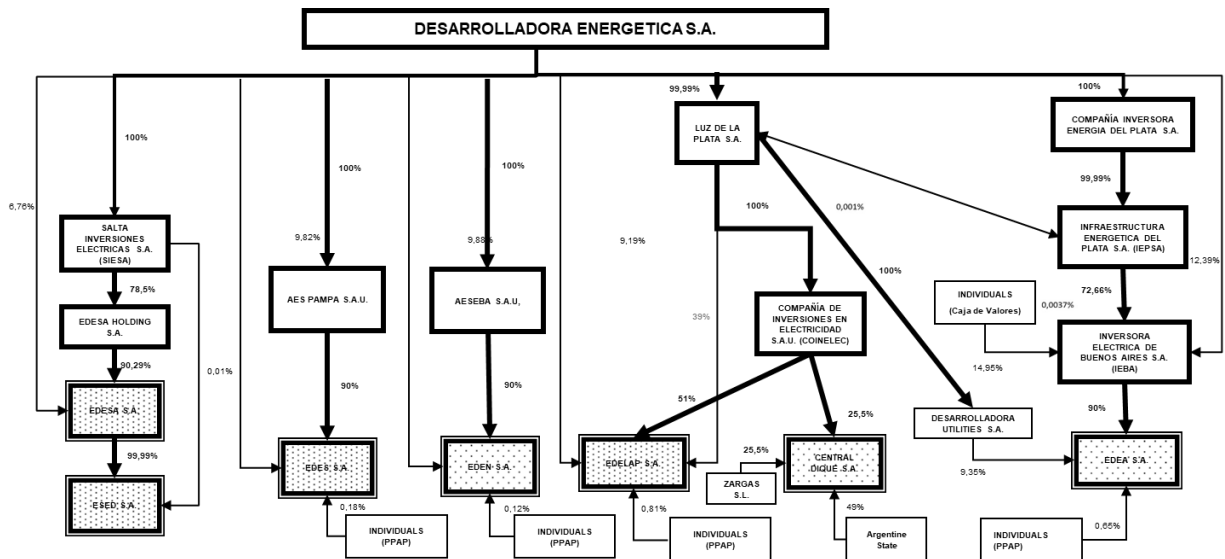 DESARROLLADORA ENERGETICA S.A.
99,99%
100%
LUZ DE LA
PLATA S.A.
COMPAÑÍA INVERSORA
ENERGIA DEL PLATA S.A.
100%
100%
100%
99,99%
6,76%
100%
0,001%
SALTA
INVERSIONES
ELECTRICAS S.A.
(SIESA)
9,82%
9,88%
9,19%
INFRAESTRUCTURA
ENERGETICA DEL
PLATA S.A. (IEPSA)
12,39%
100%
78,5%
72,66%
AES PAMPA S.A.U.
AESEBA S.A.U,
INDIVIDUALS
(Caja de Valores)
0,0037%
EDESA HOLDING
S.A.
39%
COMPAÑÍA DE
INVERSIONES EN
ELECTRICIDAD
S.A.U. (COINELEC)
INVERSORA
ELECTRICA DE
BUENOS AIRES S.A.
(IEBA)
90,29%
0,01%
14,95%
90%
90%
51%
25,5%
90%
EDESA S.A.
DESARROLLADORA
UTILITIES S.A.
99,99%
25,5%
EDES S.A.
EDEN S.A.
EDELAP S.A.
CENTRAL
DIQUE S.A.
EDEA S.A.
9,35%
ZARGAS
S.L.
ESED S.A.
0,18%
0,12%
0,81%
49%
0,65%
INDIVIDUALS
(PPAP)
INDIVIDUALS
(PPAP)
INDIVIDUALS
(PPAP)
Argentine
State
INDIVIDUALS
(PPAP)